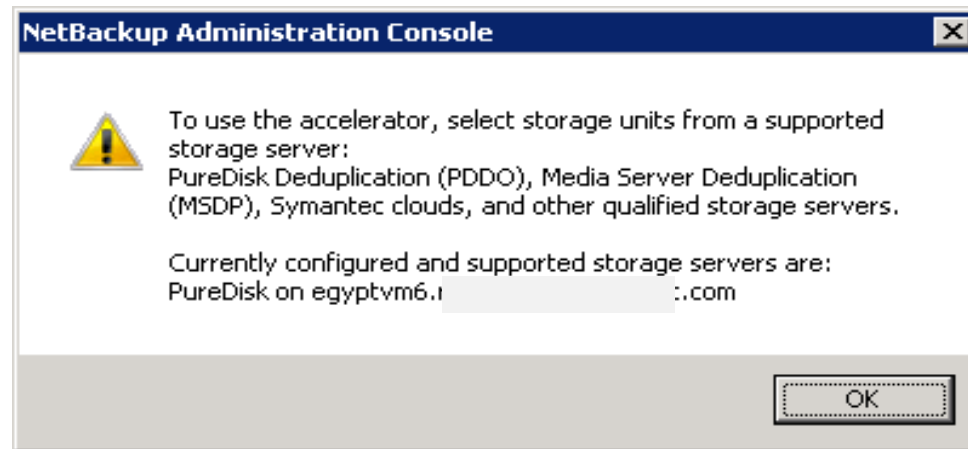 NetBackup Administration Console
To use the accelerator, select storage units from a supported
storage server:
PureDisk Deduplication (PDDO), Media Server Deduplication
(MSDP), Symantec clouds, and other qualified storage servers.
Currently configured and supported storage servers are:
PureDisk on egyptvm6. .com
OK